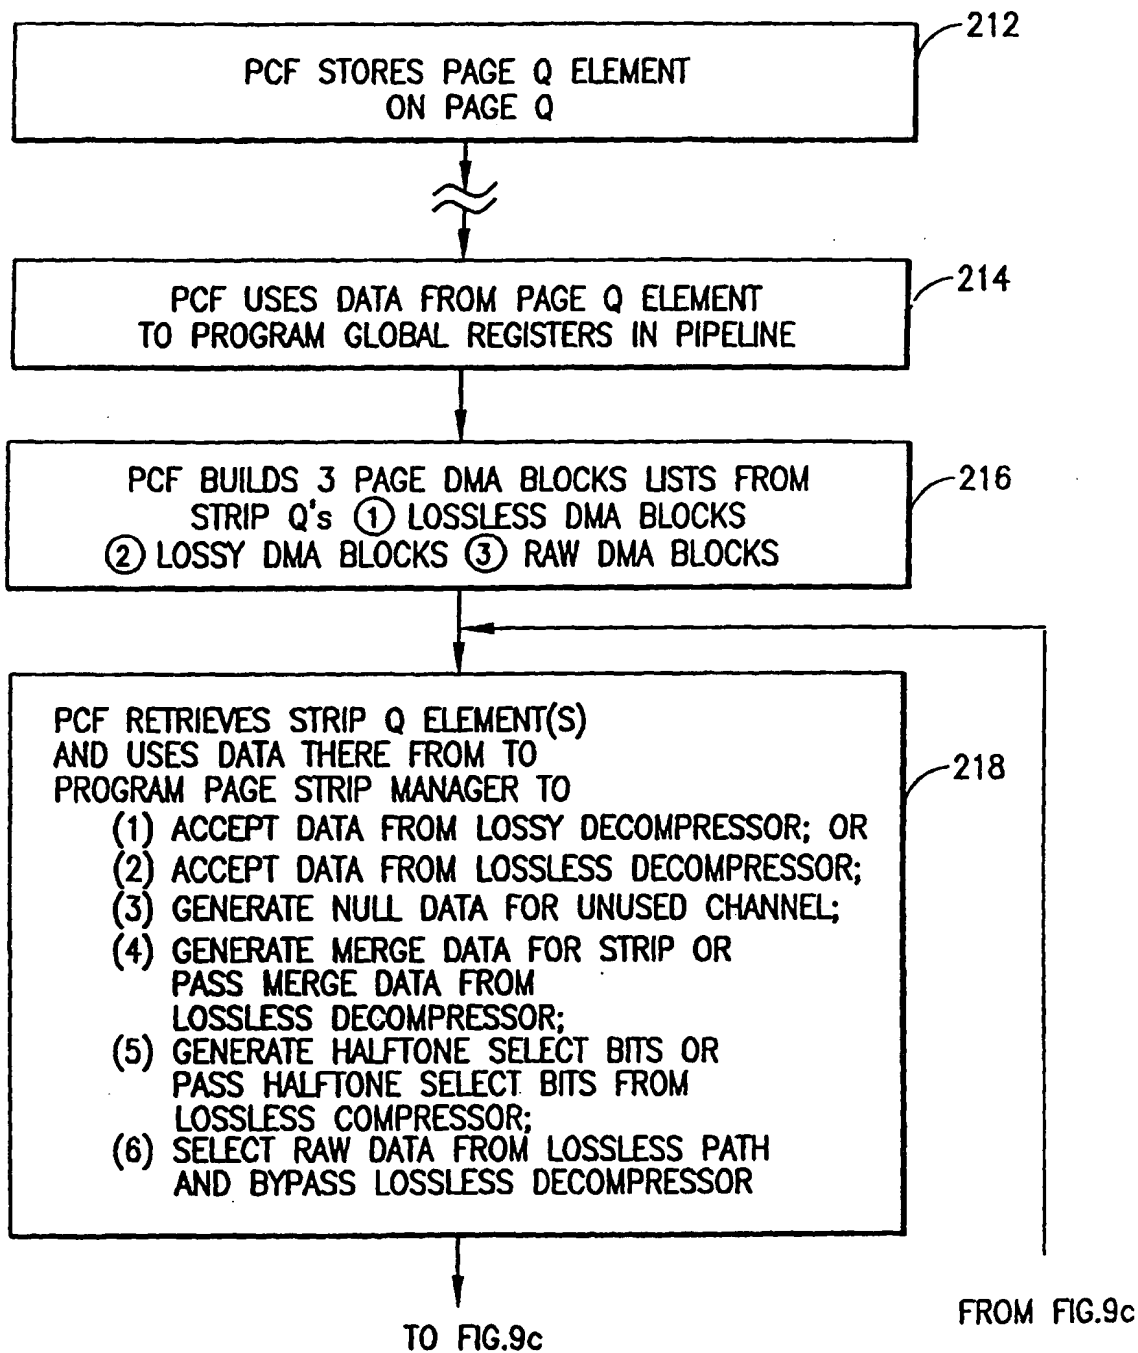 212
PCF STORES PAGE Q ELEMENT
ON PAGE Q
214
PCF USES DATA FROM PAGE Q ELEMENT
TO PROGRAM GLOBAL REGISTERS IN PIPELINE
216
PCF BUILDS 3 PAGE DMA BLOCKS LISTS FROM
STRIP Q's ① LOSSLESS DMA BLOCKS
② LOSSY DMA BLOCKS ③ RAW DMA BLOCKS
218
PCF RETRIEVES STRIP Q ELEMENT(S)
AND USES DATA THERE FROM TO
PROGRAM PAGE STRIP MANAGER TO
(1) ACCEPT DATA FROM LOSSY DECOMPRESSOR; OR
(2) ACCEPT DATA FROM LOSSLESS DECOMPRESSOR;
(3) GENERATE NULL DATA FOR UNUSED CHANNEL;
(4) GENERATE MERGE DATA FOR STRIP OR
PASS MERGE DATA FROM
LOSSLESS DECOMPRESSOR;
(5) GENERATE HALFTONE SELECT BITS OR
PASS HALFTONE SELECT BITS FROM
LOSSLESS COMPRESSOR;
(6) SELECT RAW DATA FROM LOSSLESS PATH
AND BYPASS LOSSLESS DECOMPRESSOR
FROM FIG.9c
TO FIG.9c